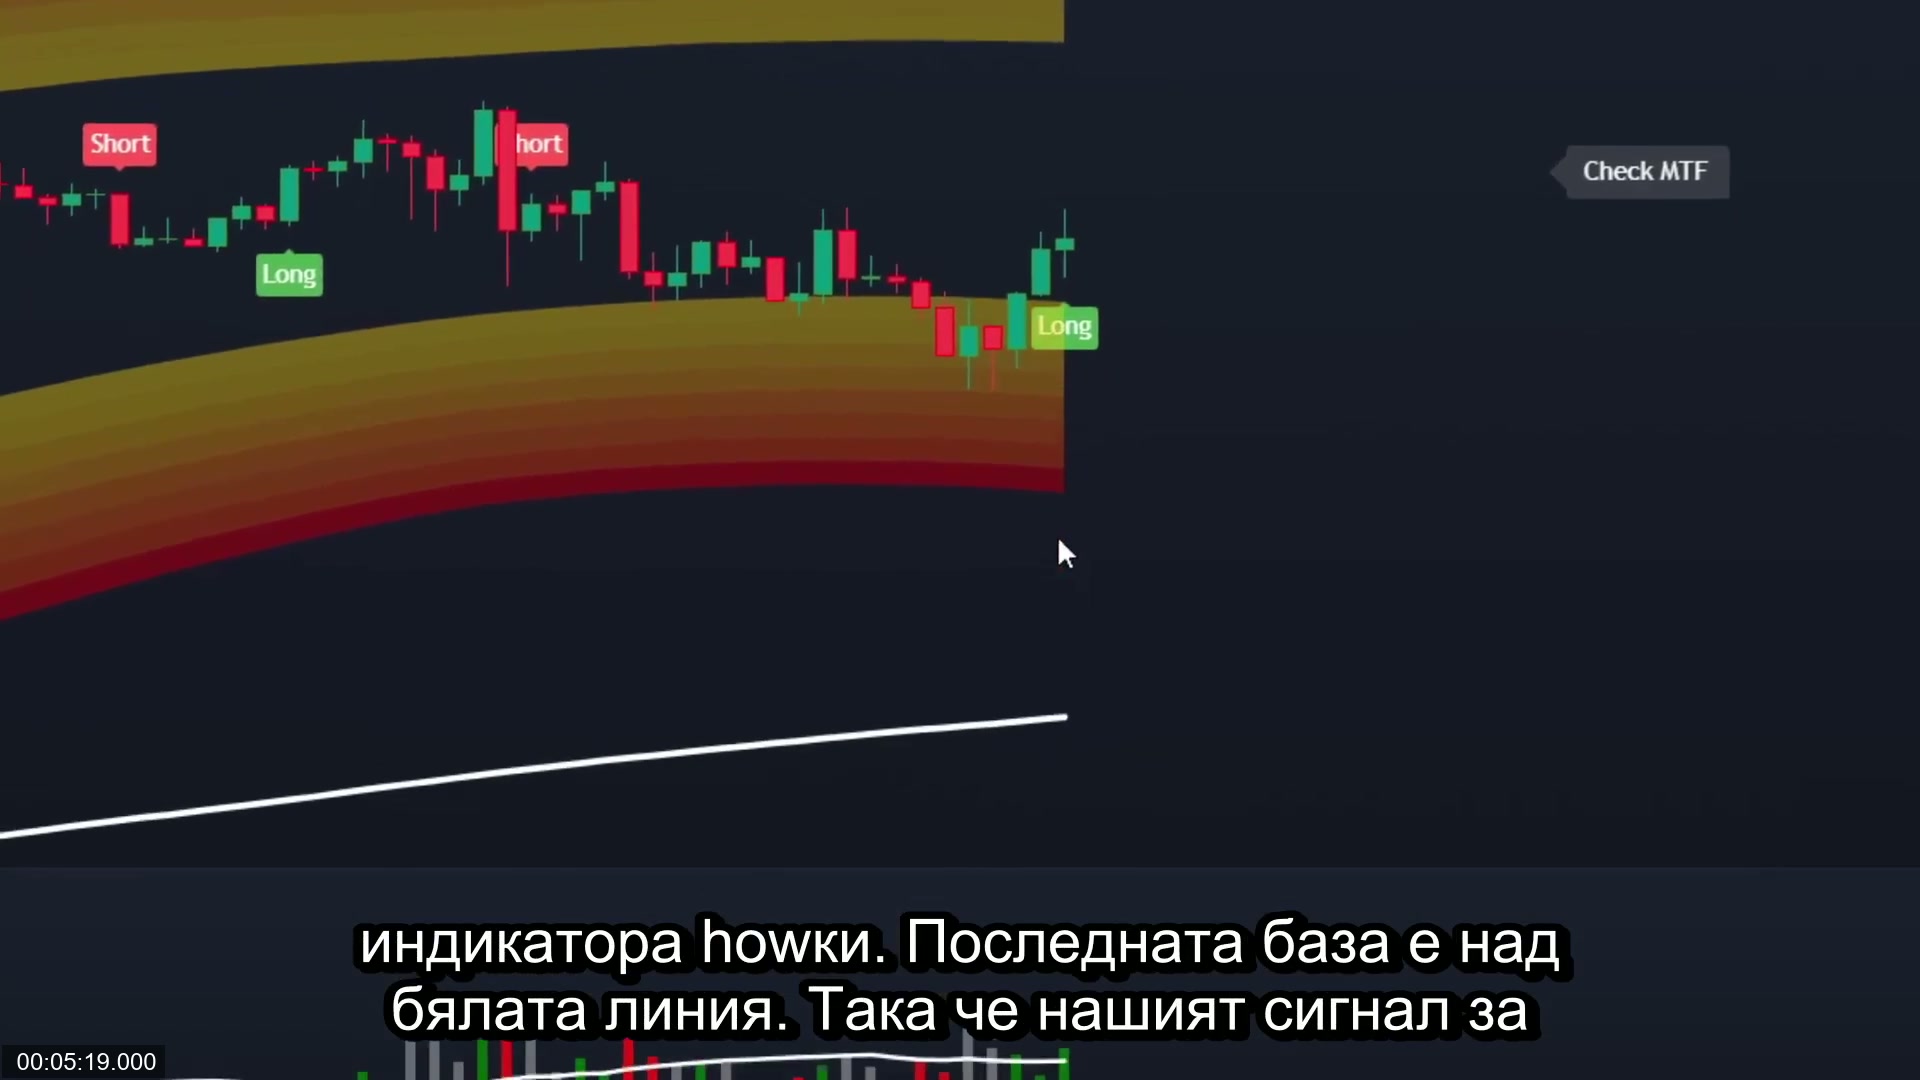 Short
hort
Check MTF
Long
Long
индикатора howки. Последната база е над
бялата линия. Така че нашият сигнал за
00:05:19.000